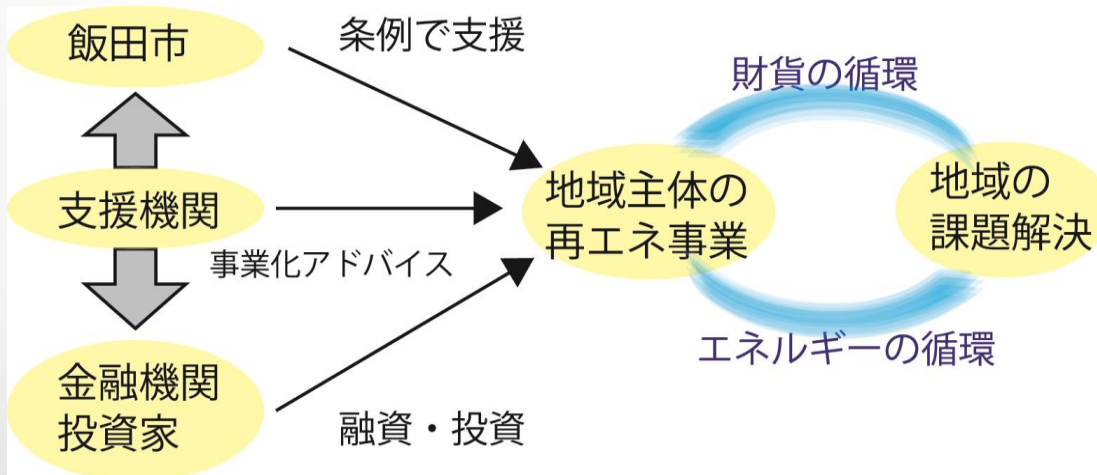 飯田市
条例で支援
財貨の循環
支援機関
事業化アドバイス
地域主体の
再エネ事業
地域の
課題解決
エネルギーの循環
金融機関
投資家
融資・投資